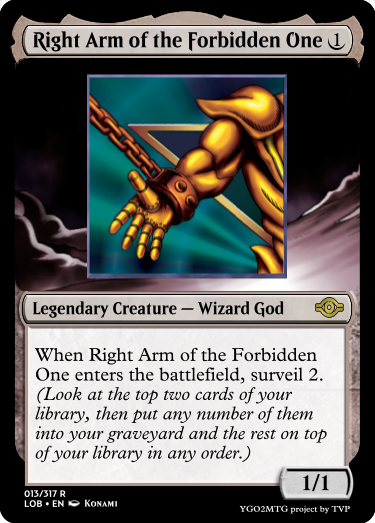 Right Arm of the Forbidden One 1
Legendary Creature — Wizard God
When Right Arm of the Forbidden
One enters the battlefield, surveil 2.
(Look at the top two cards of your
library, then put any number of them
into your graveyard and the rest on top
of your library in any order.)
1/1
013/317 R
LOB • EN Konami
YGO2MTG project by TVP